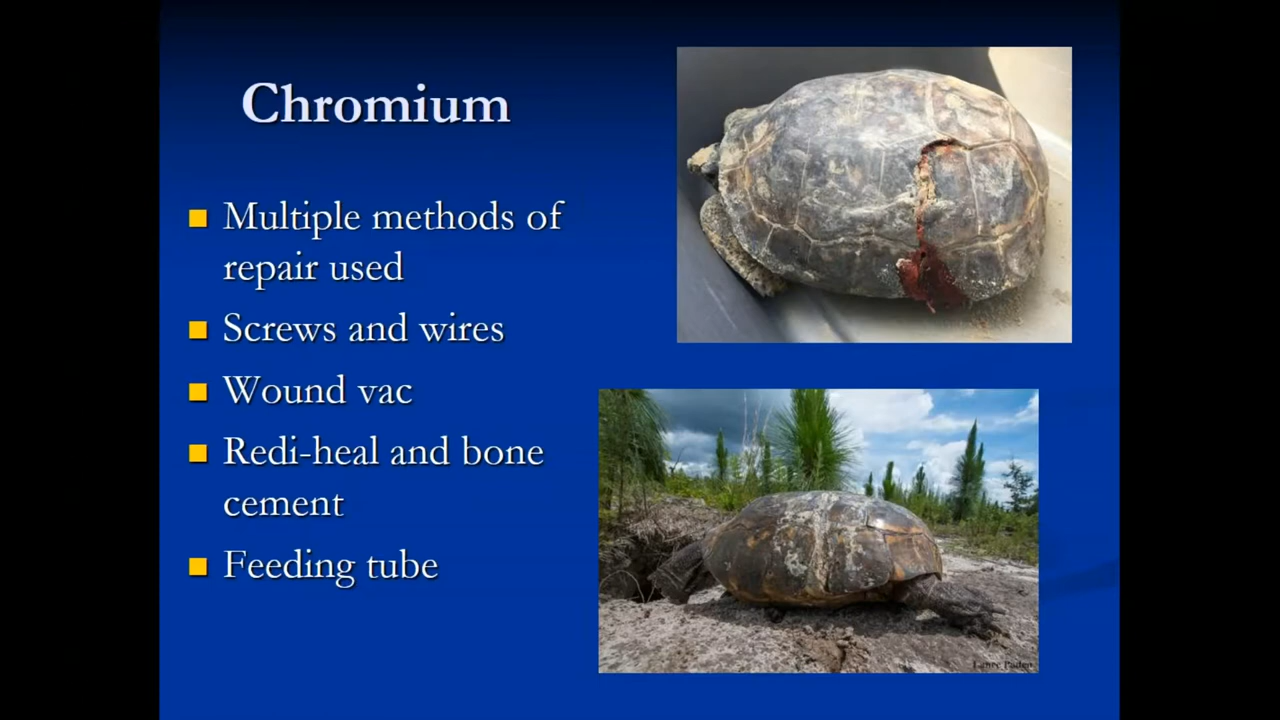 Chromium
Multiple methods of
repair used
Screws and wires
Wound vac
Redi-heal and bone
cement
Feeding tube